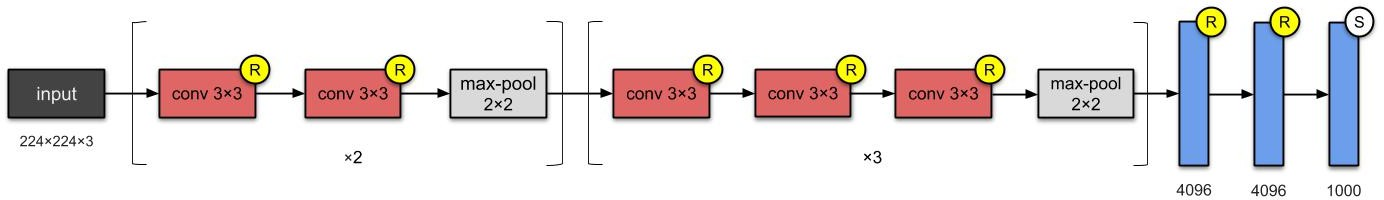 R
R
S
R
R
R
R
R
input
conv 3×3
conv 3×3
max-pool
2×2
conv 3×3
conv 3×3
conv 3×3
max-pool
2×2
224×224×3
×2
×3
4096
4096
1000